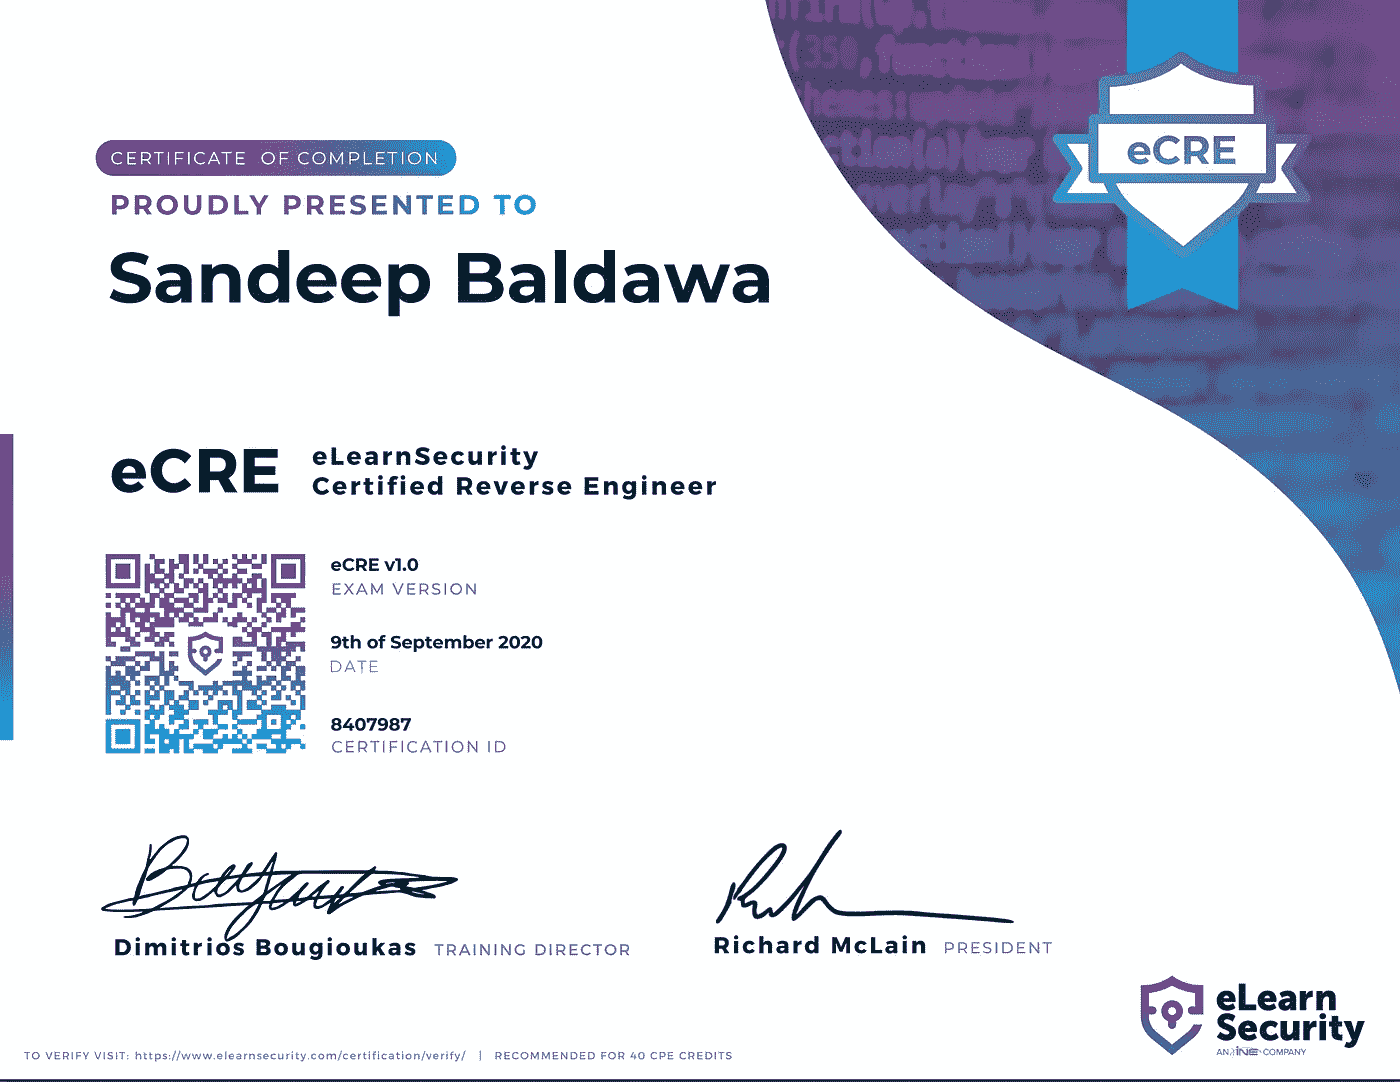 CERTIFICATE OF COMPLETION
PROUDLY PRESENTED TO
Sandeep Baldawa
eCRE
eCRE
eLearnSecurity
Certified Reverse Engineer
eCRE v1.0
EXAM VERSION
9th of September 2020
DATE
8407987
CERTIFICATION ID
Dimitrios Bougioukas TRAINING DIRECTOR
Richard McLain PRESIDENT
eLearn
Security
AN INE COMPANY
TO VERIFY VISIT: https://www.elearnsecurity.com/certification/verify/ | RECOMMENDED FOR 40 CPE CREDITS